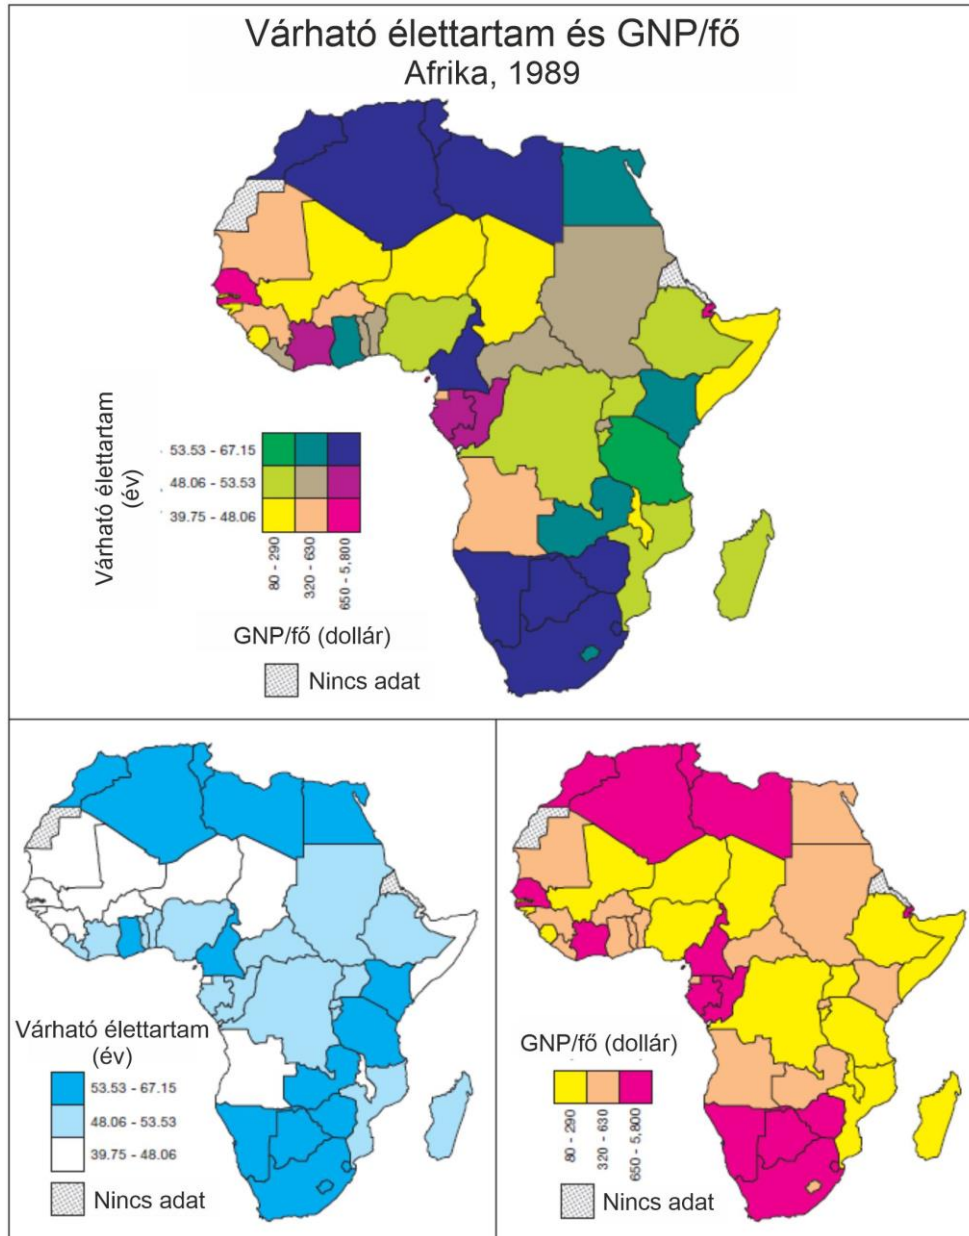 Várható élettartam és GNP/fő
Afrika, 1989
Várható élettartam
(év)
53.53 - 67.15
48.06 - 53.53
39.75 - 48.06
80 - 290
320 - 630
650 - 5,800
GNP/fő (dollár)
Nincs adat
Várható élettartam
(év)
53.53 - 67.15
48.06 - 53.53
39.75 - 48.06
Nincs adat
GNP/fő (dollár)
80 - 290
320 - 630
650 - 5,800
Nincs adat